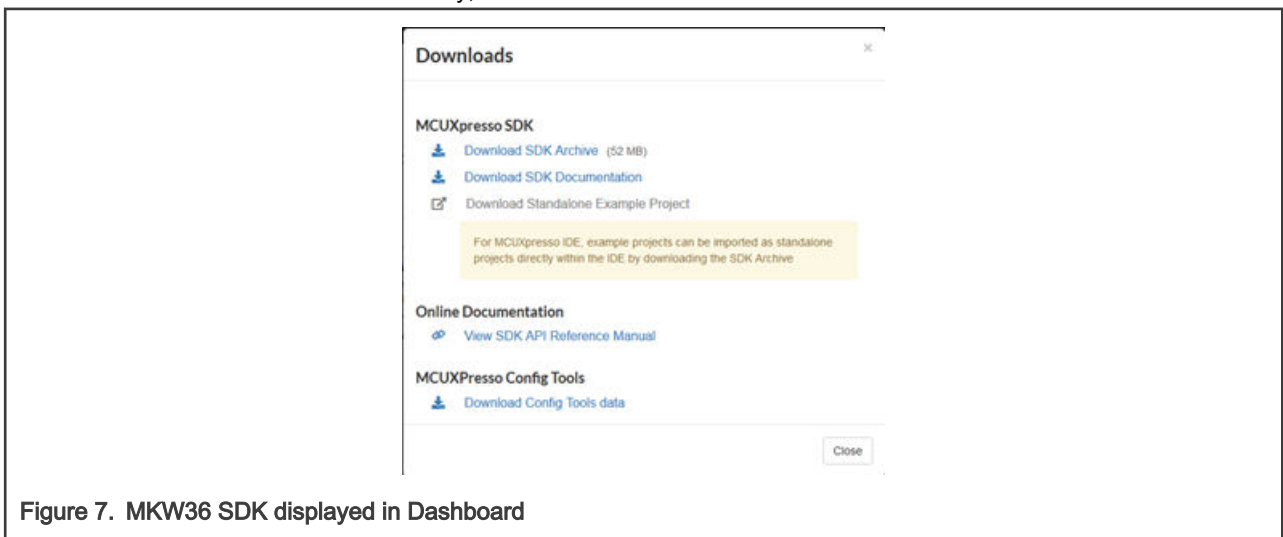 Downloads
×
MCUXpresso SDK
Download SDK Archive (52 MB)
Download SDK Documentation
Download Standalone Example Project
For MCUXpresso IDE, example projects can be imported as standalone
projects directly within the IDE by downloading the SDK Archive
Online Documentation
View SDK API Reference Manual
MCUXPresso Config Tools
Download Config Tools data
Close
Figure 7. MKW36 SDK displayed in Dashboard